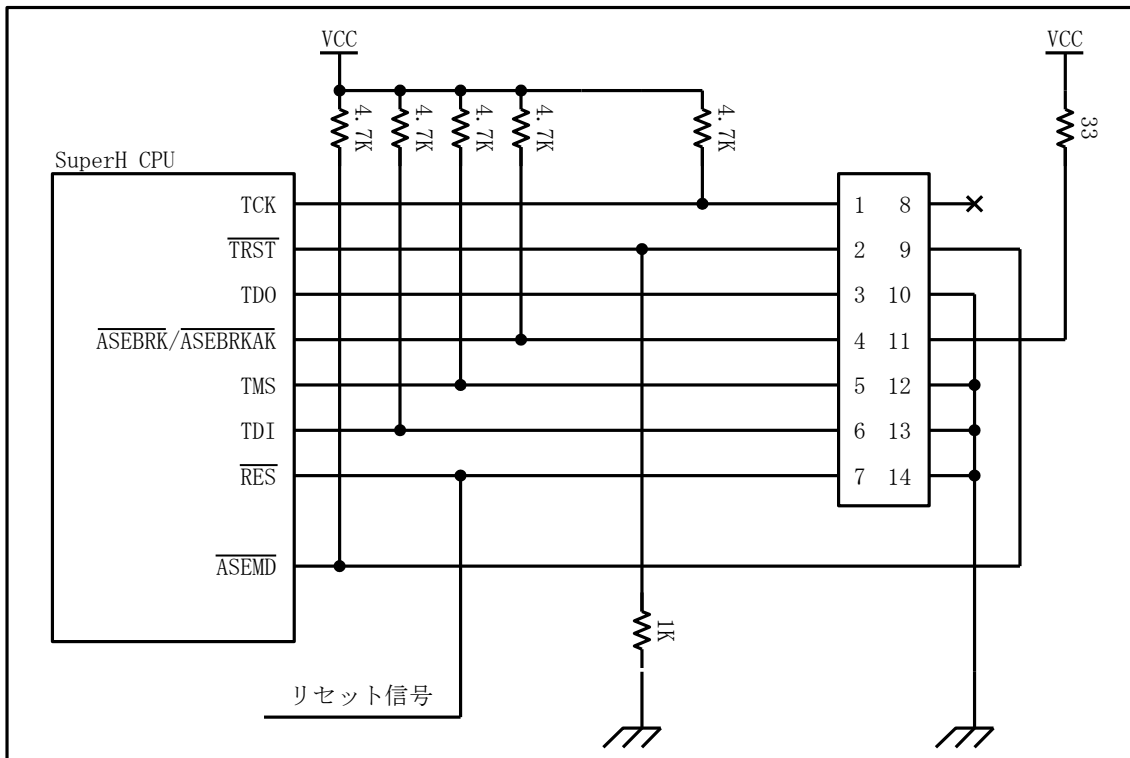 VCC
VCC
4.7K
4.7K
4.7K
4.7K
4.7K
33
SuperH CPU
TCK
1
8
TRST
2
9
TDO
3
10
ASEBRK/ASEBRKAK
4
11
TMS
5
12
TDI
6
13
RES
7
14
ASEMD
1K
リセット信号